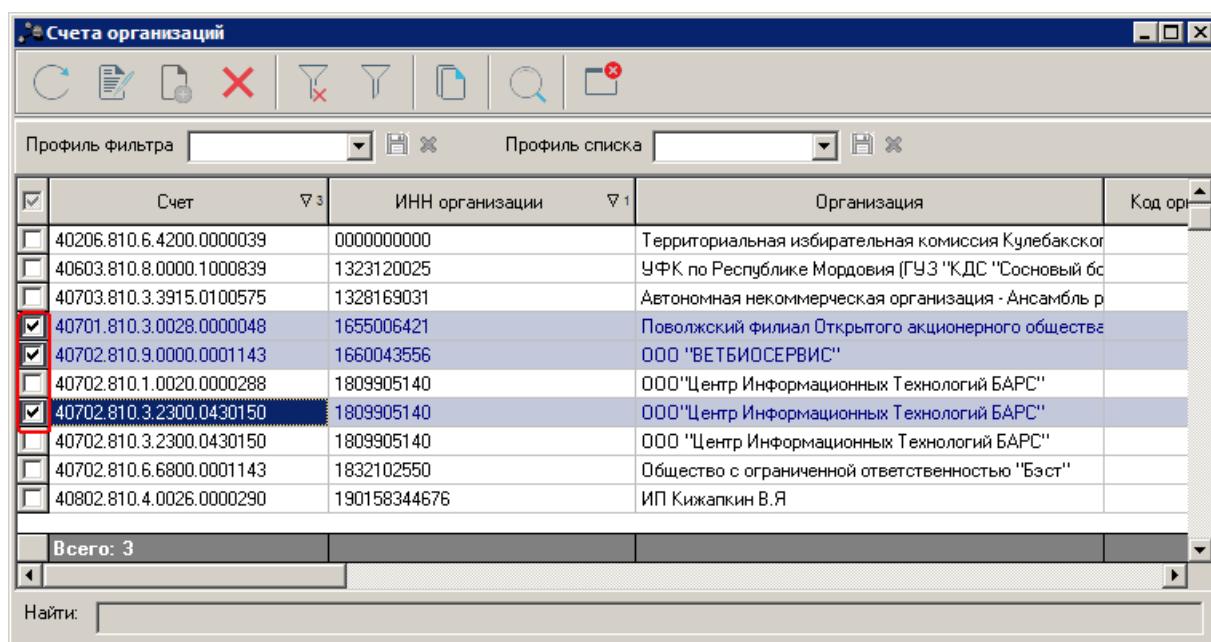 Счета организаций
Профиль фильтра Профиль списка
Счет 3 ИНН организации 1 Организация Код орг
40206.810.6.4200.0000039 0000000000 Территориальная избирательная комиссия Кулебакског
40603.810.8.0000.1000839 1323120025 УФК по Республике Мордовия (ГУЗ "КДС "Сосновый бо
40703.810.3.3915.0100575 1328169031 Автономная некоммерческая организация - Ансамбль р
40701.810.3.0028.0000048 1655006421 Поволжский филиал Открытого акционерного общества
40702.810.9.0000.0001143 1660043556 ООО "ВЕТБИОСЕРВИС"
40702.810.1.0020.0000288 1809905140 ООО"Центр Информационных Технологий БАРС"
40702.810.3.2300.0430150 1809905140 ООО"Центр Информационных Технологий БАРС"
40702.810.3.2300.0430150 1809905140 ООО "Центр Информационных Технологий БАРС"
40702.810.6.6800.0001143 1832102550 Общество с ограниченной ответственностью "Бэст"
40802.810.4.0026.0000290 190158344676 ИП Кижапкин В.Я
Всего: 3
Найти: